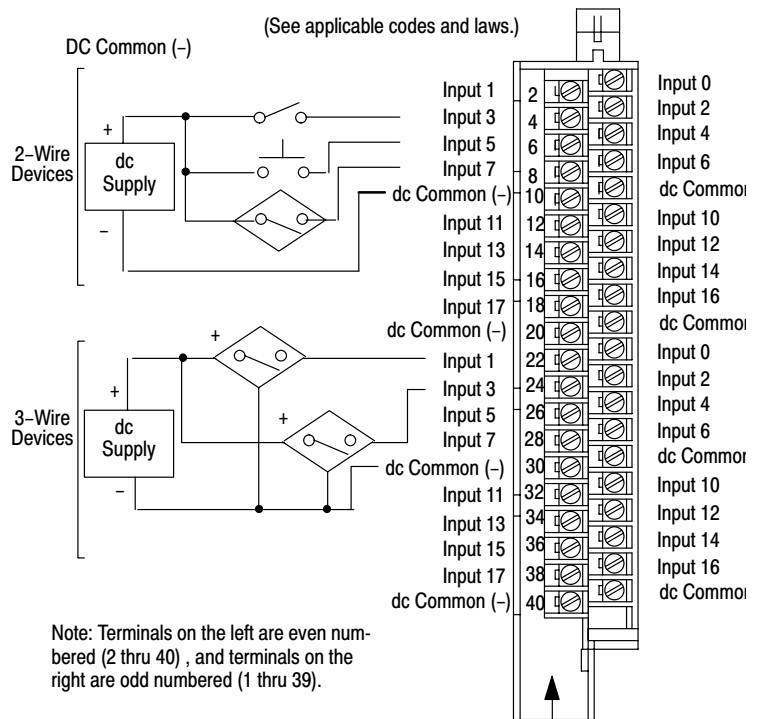 (See applicable codes and laws.)
DC Common (–)
2–Wire
Devices
+
dc
Supply
–
Input 1
Input 3
Input 5
Input 7
dc Common (–)
Input 11
Input 13
Input 15
Input 17
dc Common (–)
Input 1
Input 3
Input 5
Input 7
dc Common (–)
Input 11
Input 13
Input 15
Input 17
dc Common (–)
2
4
6
8
10
12
14
16
18
20
22
24
26
28
30
32
34
36
38
40
Input 0
Input 2
Input 4
Input 6
dc Common
Input 10
Input 12
Input 14
Input 16
dc Common
Input 0
Input 2
Input 4
Input 6
dc Common
Input 10
Input 12
Input 14
Input 16
dc Common
3–Wire
Devices
+
dc
Supply
–
+
+
Note: Terminals on the left are even num-
bered (2 thru 40) , and terminals on the
right are odd numbered (1 thru 39).